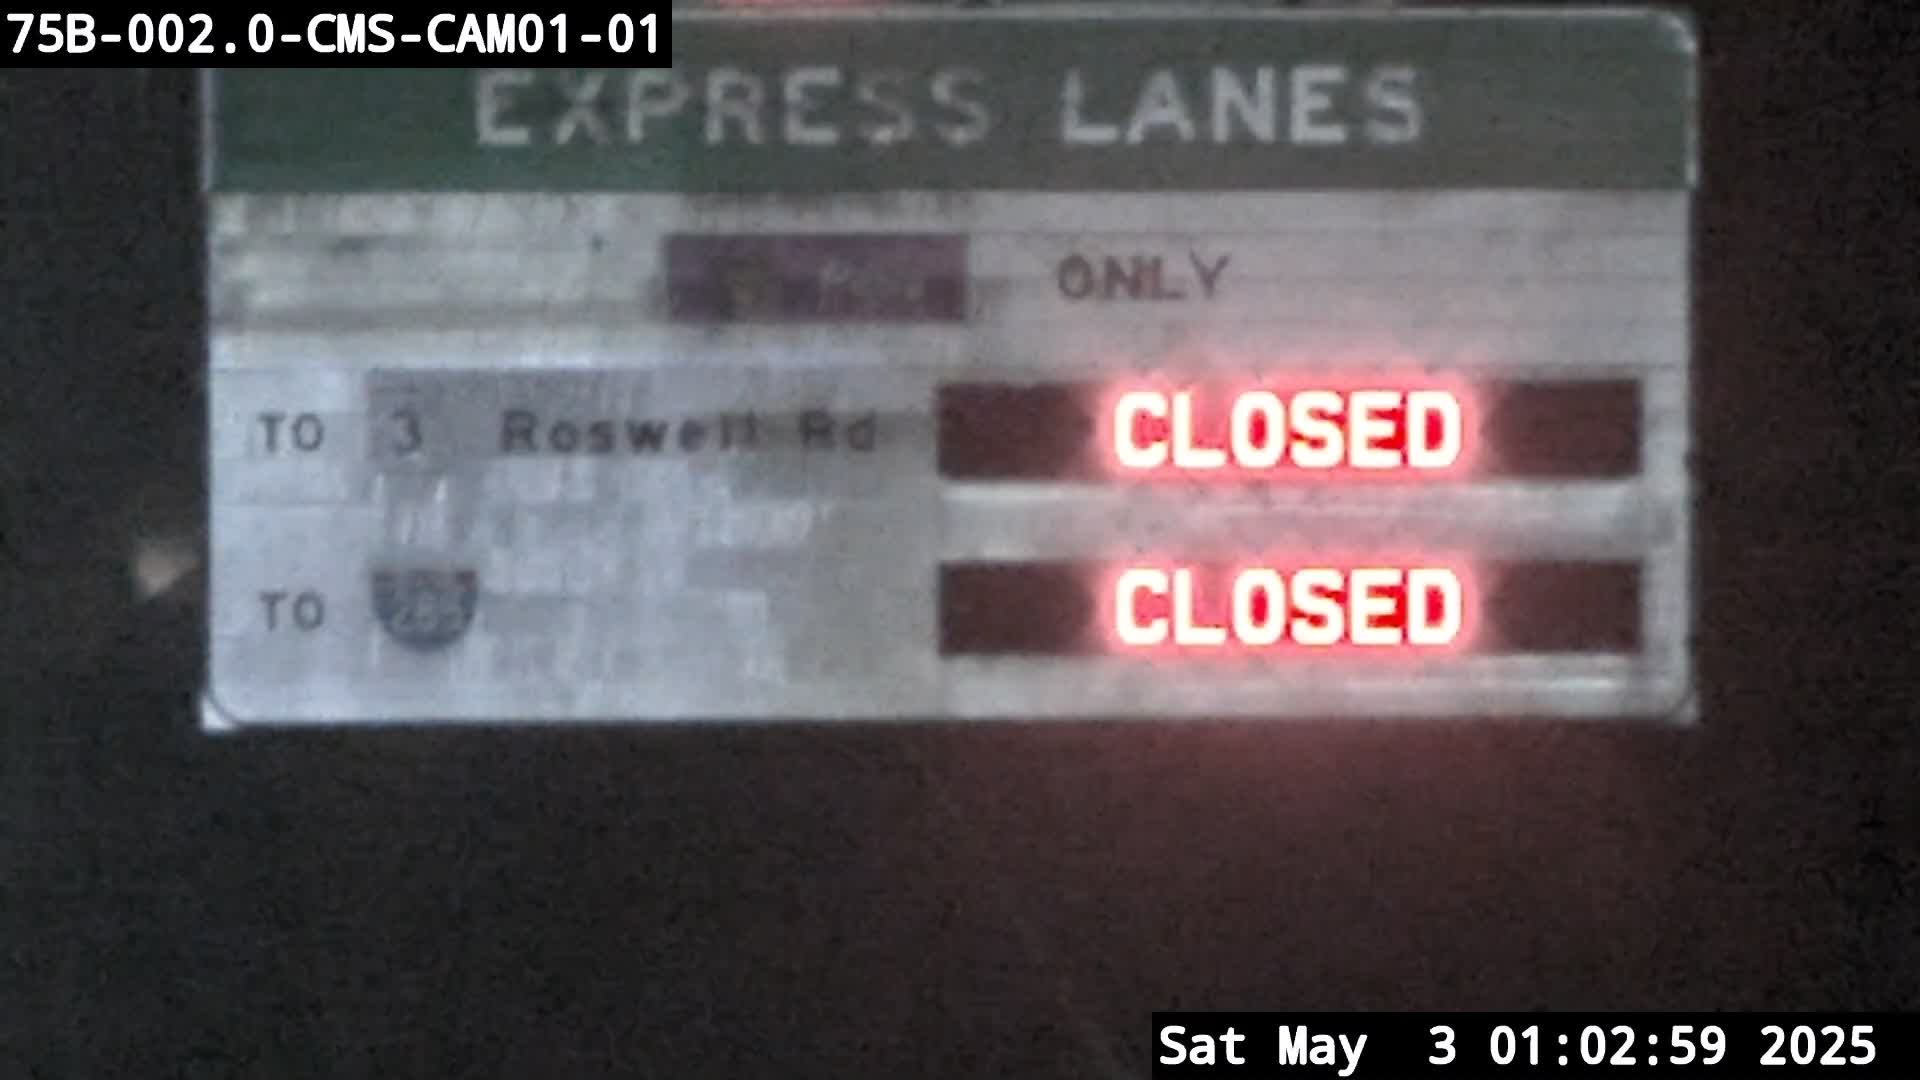 75B-002.0-CMS-CAM01-01
EXPRESS LANES
ONLY
TO 3 Roswell Rd CLOSED
TO 285 CLOSED
Sat May 3 01:02:59 2025